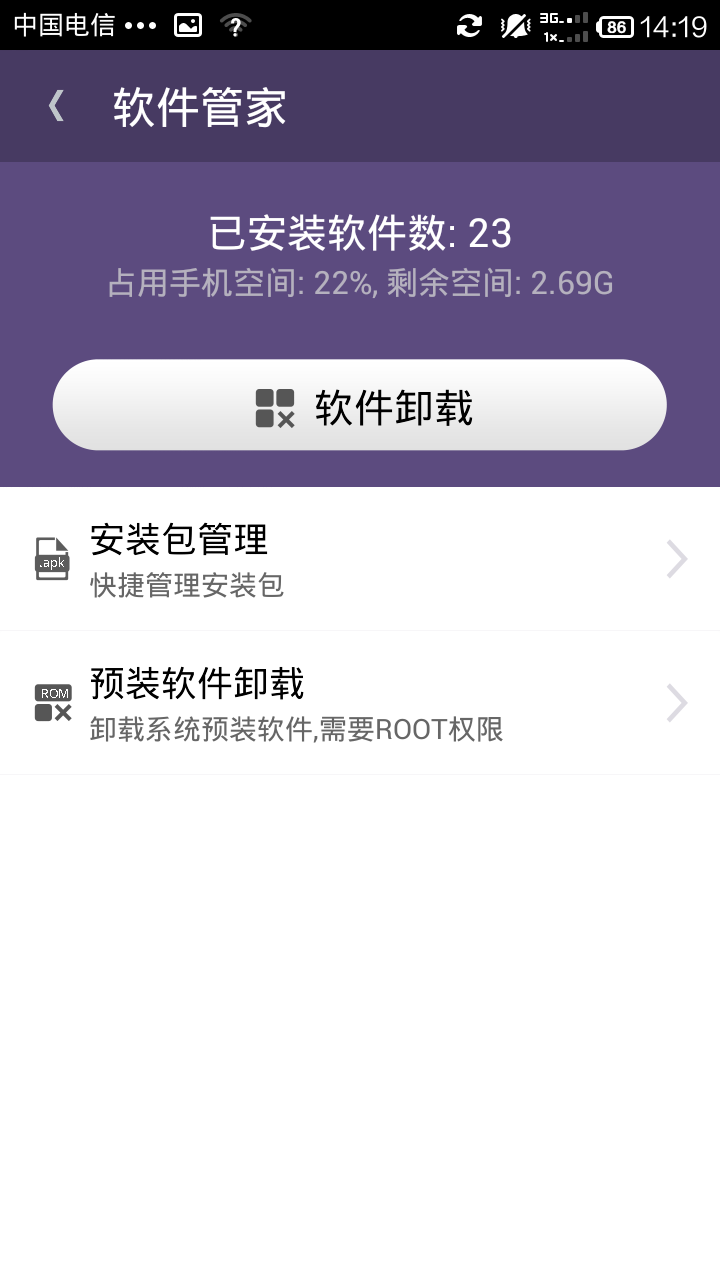 中国电信 ••• 3G 1x 86 14:19
软件管家
已安装软件数: 23
占用手机空间: 22%, 剩余空间: 2.69G
软件卸载
.apk
安装包管理
快捷管理安装包
ROM
预装软件卸载
卸载系统预装软件,需要ROOT权限